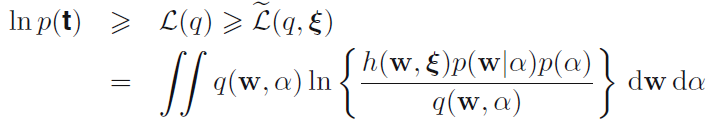 ln p(𝐭) ⩾ ℒ(q) ⩾ ℒ̃(q, 𝛏)
= ∬ q(𝐰, α) ln { h(𝐰, 𝛏)p(𝐰|α)p(α) / q(𝐰, α) } d𝐰 dα